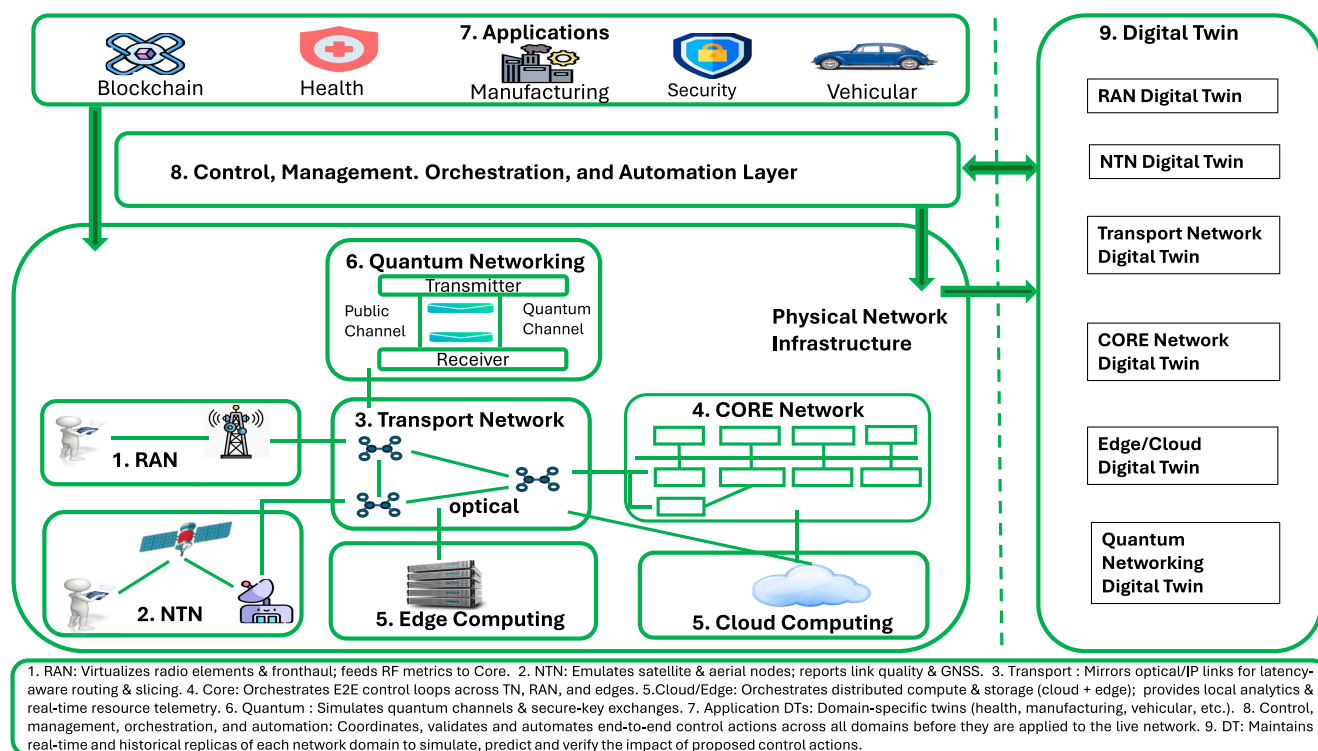 7. Applications
Blockchain
Health
Manufacturing
Security
Vehicular
8. Control, Management. Orchestration, and Automation Layer
6. Quantum Networking
Transmitter
Public
Channel
Quantum
Channel
Receiver
Physical Network
Infrastructure
1. RAN
3. Transport Network
optical
4. CORE Network
2. NTN
5. Edge Computing
5. Cloud Computing
9. Digital Twin
RAN Digital Twin
NTN Digital Twin
Transport Network
Digital Twin
CORE Network
Digital Twin
Edge/Cloud
Digital Twin
Quantum
Networking
Digital Twin
1. RAN: Virtualizes radio elements & fronthaul; feeds RF metrics to Core. 2. NTN: Emulates satellite & aerial nodes; reports link quality & GNSS. 3. Transport : Mirrors optical/IP links for latency-
aware routing & slicing. 4. Core: Orchestrates E2E control loops across TN, RAN, and edges. 5.Cloud/Edge: Orchestrates distributed compute & storage (cloud + edge); provides local analytics &
real-time resource telemetry. 6. Quantum : Simulates quantum channels & secure-key exchanges. 7. Application DTs: Domain-specific twins (health, manufacturing, vehicular, etc.). 8. Control,
management, orchestration, and automation: Coordinates, validates and automates end-to-end control actions across all domains before they are applied to the live network. 9. DT: Maintains
real-time and historical replicas of each network domain to simulate, predict and verify the impact of proposed control actions.